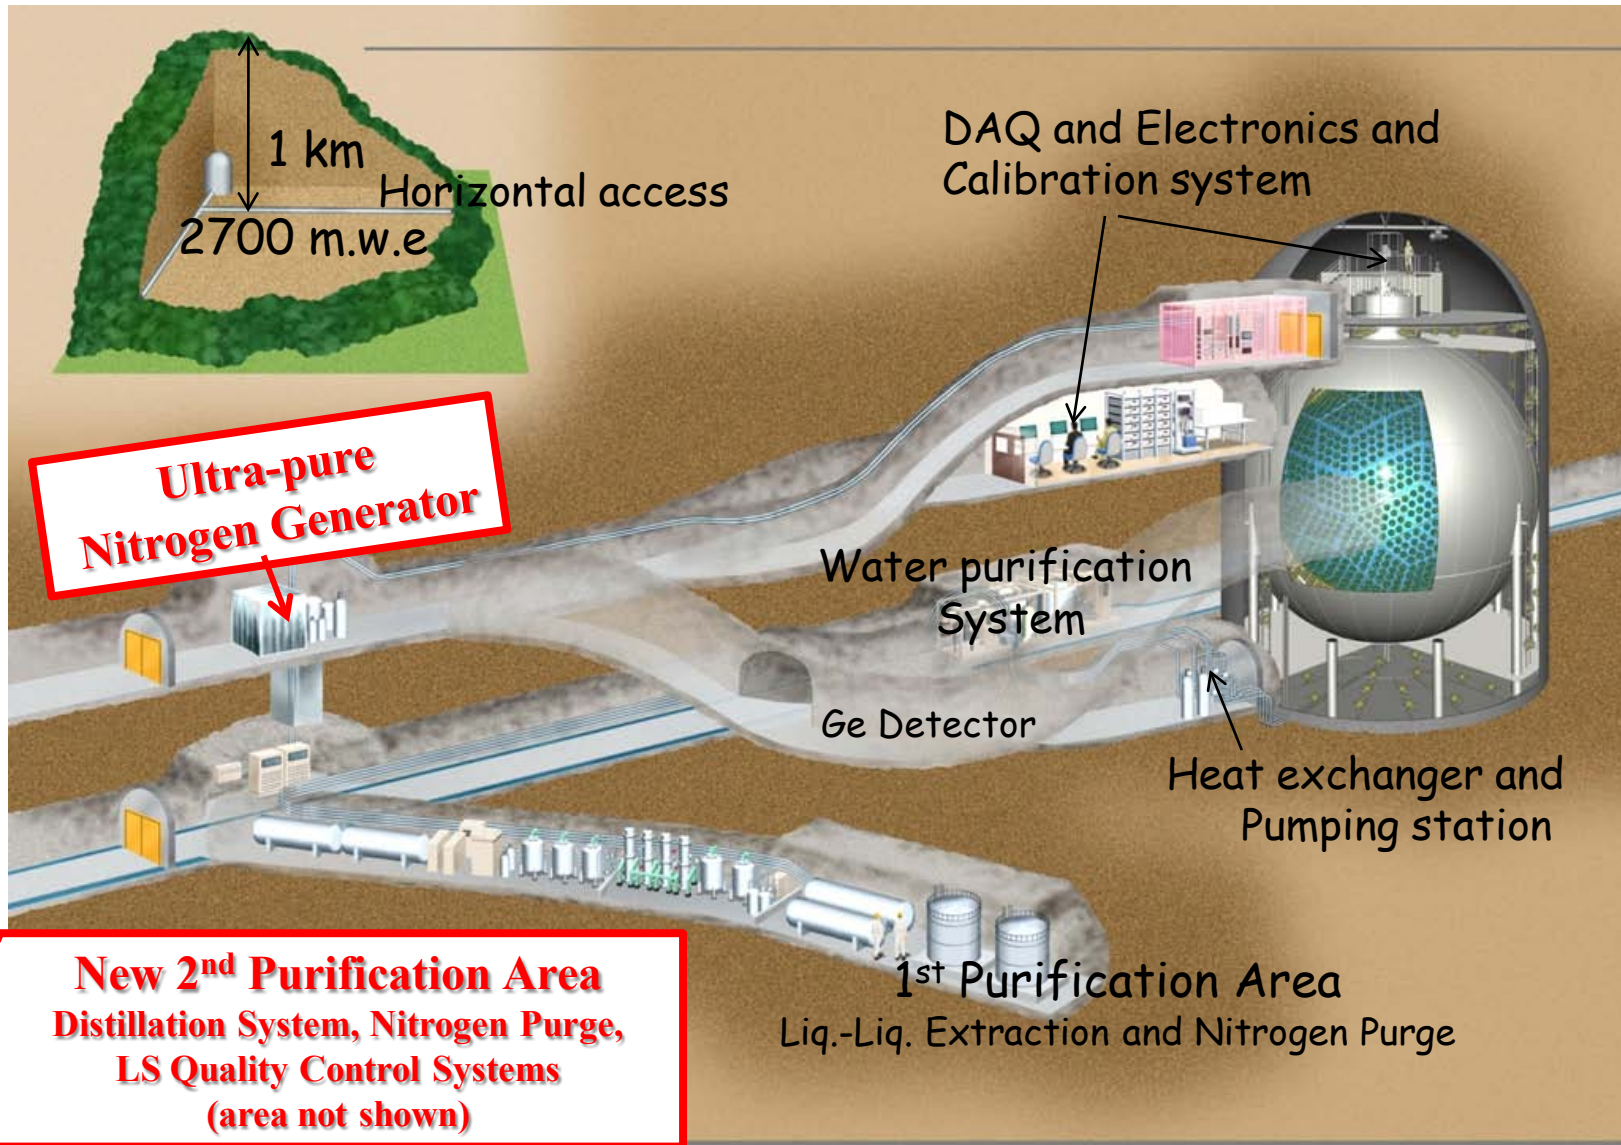 1 km
Horizontal access
2700 m.w.e
DAQ and Electronics and
Calibration system
Ultra-pure
Nitrogen Generator
Water purification
System
Ge Detector
Heat exchanger and
Pumping station
1st Purification Area
Liq.-Liq. Extraction and Nitrogen Purge
New 2nd Purification Area
Distillation System, Nitrogen Purge,
LS Quality Control Systems
(area not shown)